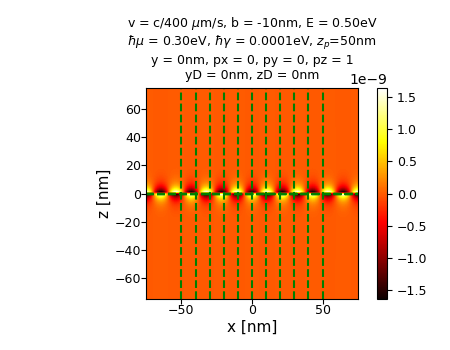 v = c/400 μm/s, b = -10nm, E = 0.50eV
ℏμ = 0.30eV, ℏγ = 0.0001eV, z_p=50nm
y = 0nm, px = 0, py = 0, pz = 1
yD = 0nm, zD = 0nm
1e−9
60
40
20
0
−20
−40
−60
z [nm]
−50
0
50
x [nm]
1.5
1.0
0.5
0.0
−0.5
−1.0
−1.5